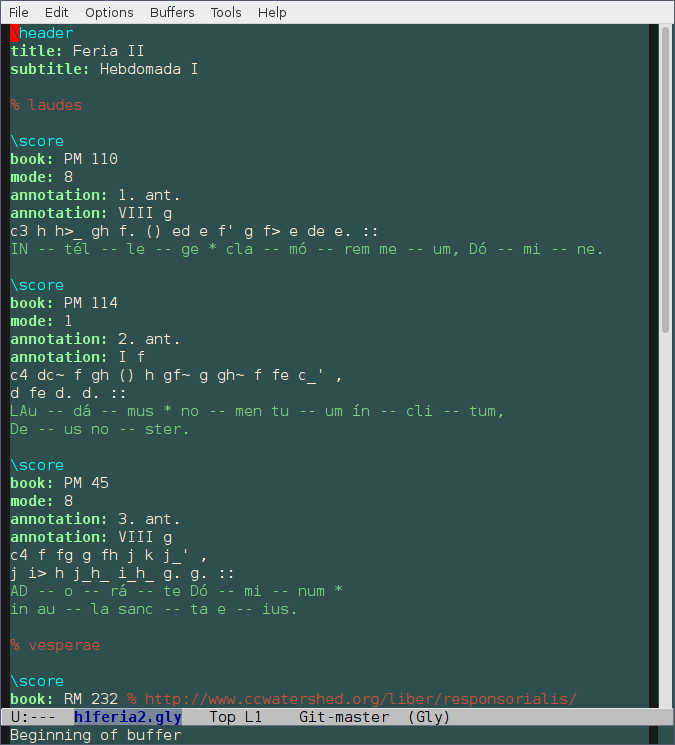 File Edit Options Buffers Tools Help
\header
title: Feria II
subtitle: Hebdomada I
% laudes
\score
book: PM 110
mode: 8
annotation: 1. ant.
annotation: VIII g
c3 h h>_ gh f. () ed e f' g f> e de e. ::
IN -- tél -- le -- ge * cla -- mó -- rem me -- um, Dó -- mi -- ne.
\score
book: PM 114
mode: 1
annotation: 2. ant.
annotation: I f
c4 dc~ f gh () h gf~ g gh~ f fe c_' ,
d fe d. d. ::
LAu -- dá -- mus * no -- men tu -- um ín -- cli -- tum,
De -- us no -- ster.
\score
book: PM 45
mode: 8
annotation: 3. ant.
annotation: VIII g
c4 f fg g fh j k j_' ,
j i> h j_h_ i_h_ g. g. ::
AD -- o -- rá -- te Dó -- mi -- num *
in au -- la sanc -- ta e -- ius.
% vesperae
\score
book: RM 232 % http://www.ccwatershed.org/liber/responsorialis/
U:--- h1feria2.gly Top L1 Git-master (Gly)
Beginning of buffer